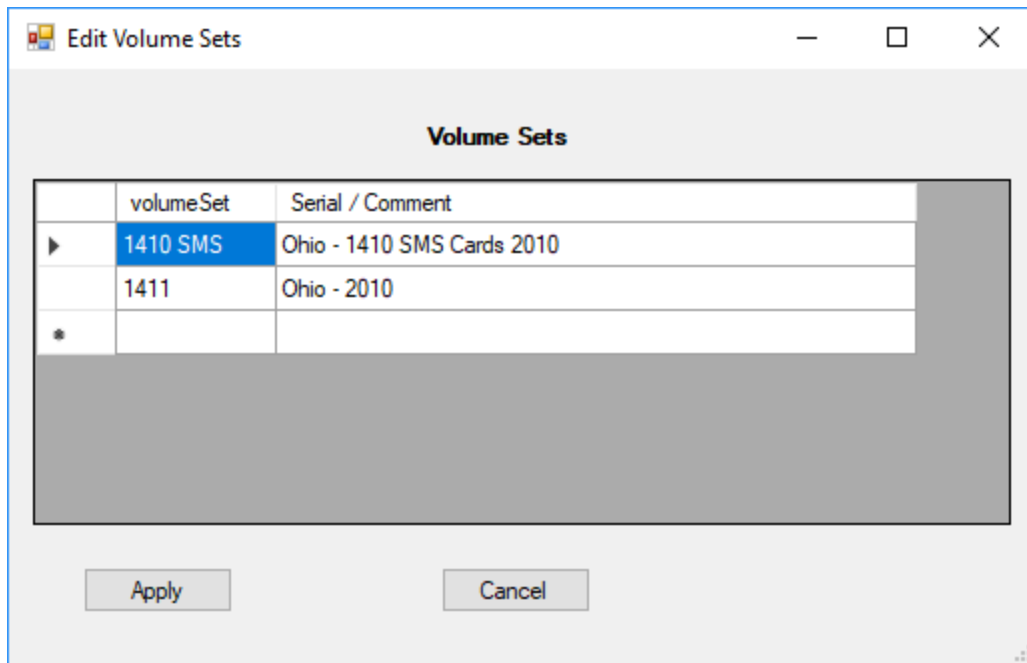 Edit Volume Sets
Volume Sets
volumeSet Serial / Comment
1410 SMS Ohio - 1410 SMS Cards 2010
1411 Ohio - 2010
Apply Cancel